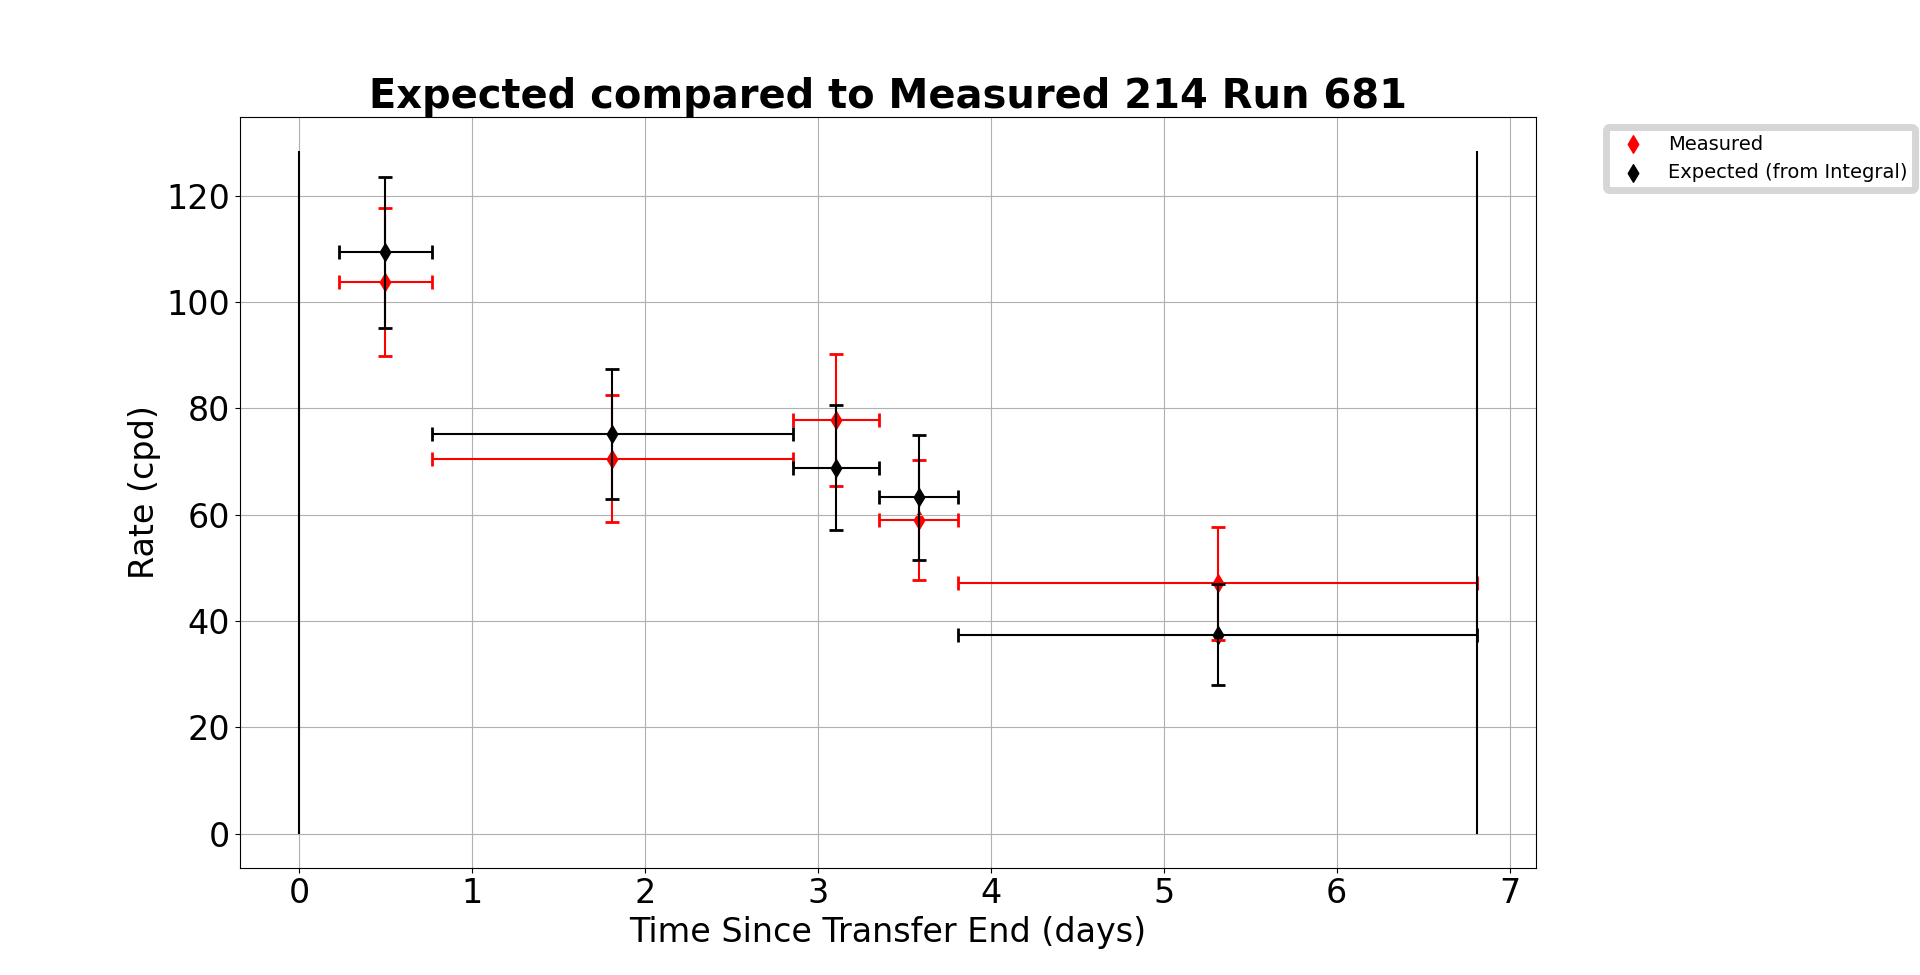 Expected compared to Measured 214 Run 681
Measured
Expected (from Integral)
Rate (cpd)
120
100
80
60
40
20
0
0 1 2 3 4 5 6 7
Time Since Transfer End (days)